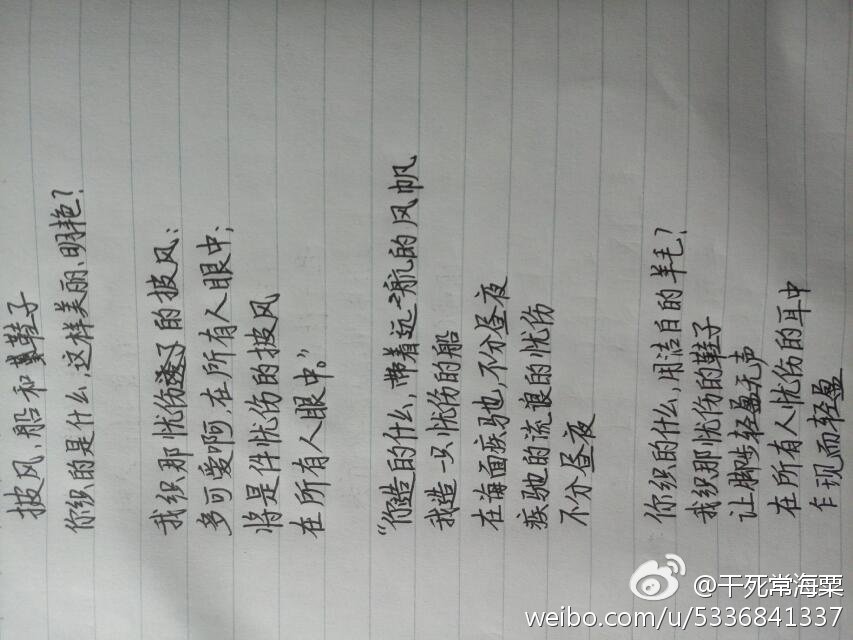 披风、船和鞋子
你织的是什么,这样美丽、明艳?
我织那忧伤的披风:
多可爱啊,在所有人眼中;
将是件忧伤的披风
在所有人眼中。”
“你造的什么,带着远航的风帆
我造一只忧伤的船
在海面疾驰,不分昼夜
疾驰的流浪的忧伤
不分昼夜
你织的什么,用洁白的羊毛?
我织那忧伤的鞋子
让脚步轻盈无声
在所有人忧伤的耳中
乍现而轻盈
@干死常海粟
weibo.com/u/5336841337